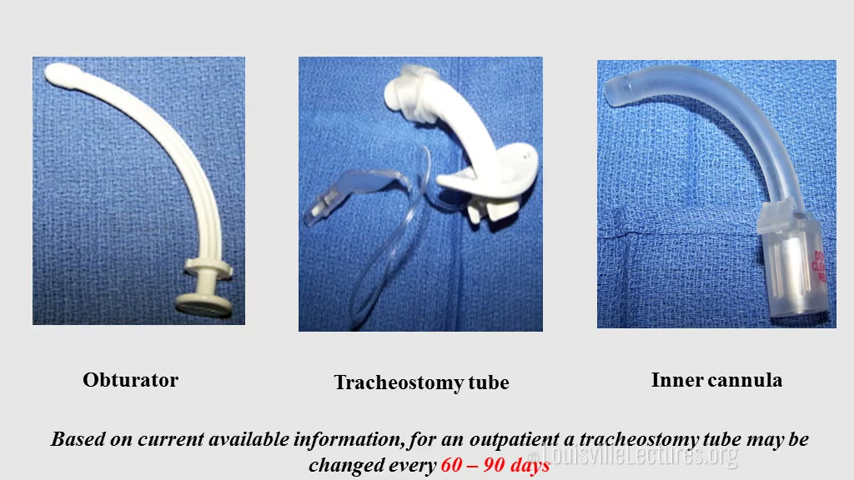 Obturator
Tracheostomy tube
Inner cannula
Based on current available information, for an outpatient a tracheostomy tube may be
changed every 60 – 90 days
©LouisvilleLectures.org